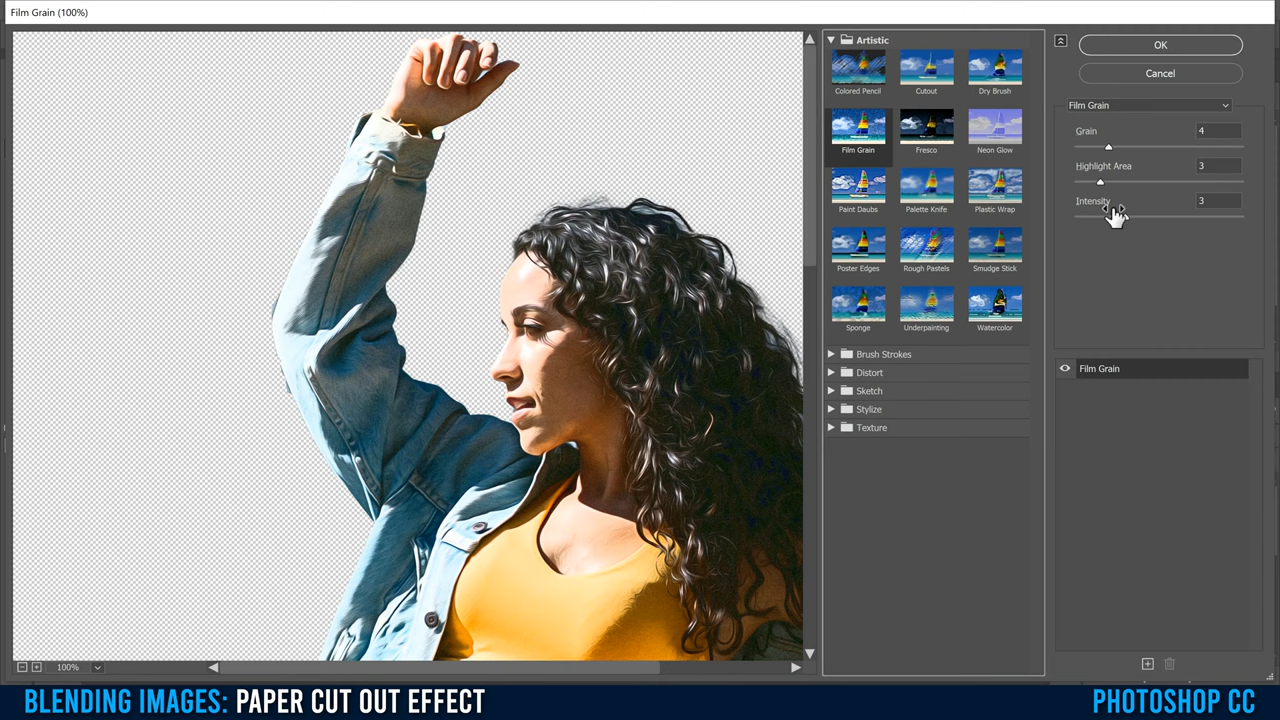 Film Grain (100%)
Artistic
Colored Pencil
Cutout
Dry Brush
Film Grain
Fresco
Neon Glow
Paint Daubs
Palette Knife
Plastic Wrap
Poster Edges
Rough Pastels
Smudge Stick
Sponge
Underpainting
Watercolor
Brush Strokes
Distort
Sketch
Stylize
Texture
OK
Cancel
Film Grain
Grain 4
Highlight Area 3
Intensity 3
Film Grain
100%
BLENDING IMAGES: PAPER CUT OUT EFFECT
PHOTOSHOP CC